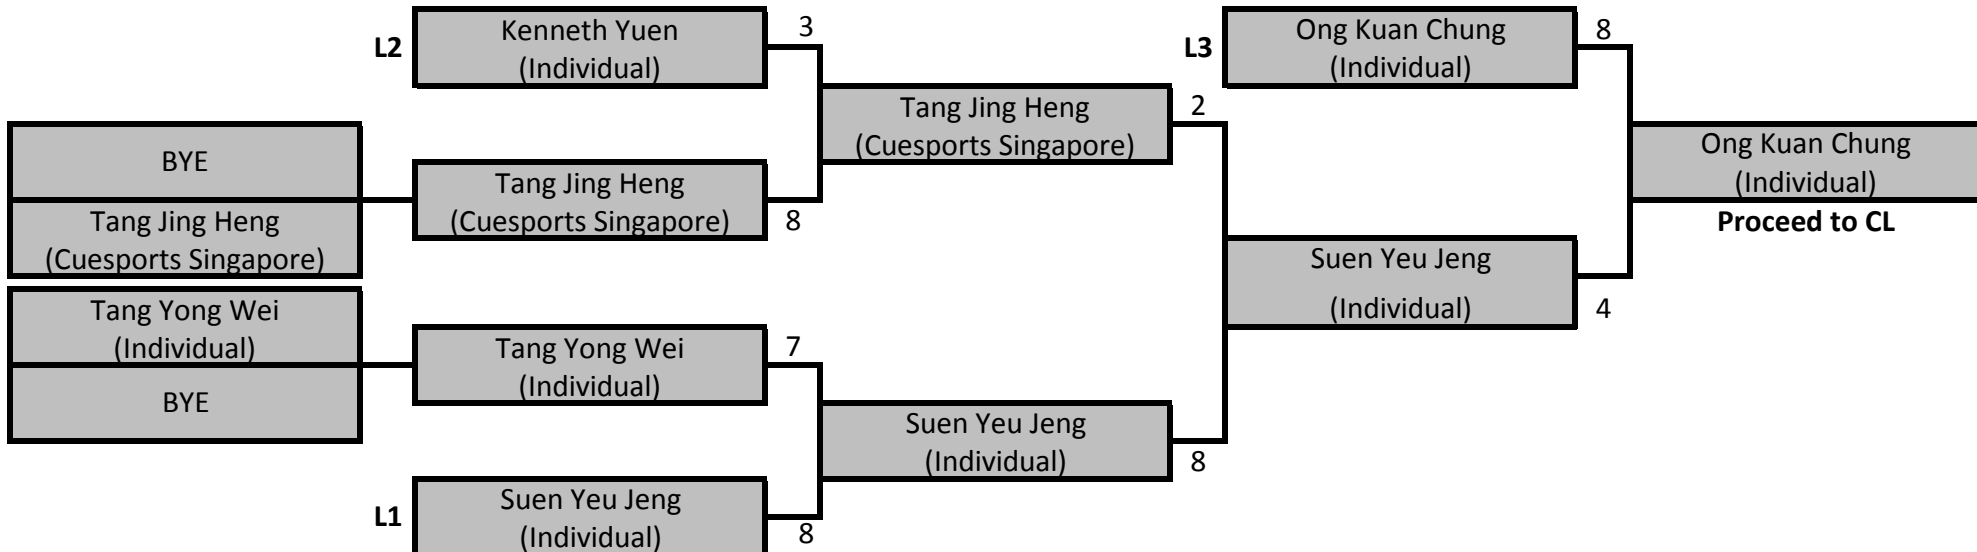 L2
Kenneth Yuen
(Individual)
3
BYE
Tang Jing Heng
(Cuesports Singapore)
Tang Jing Heng
(Cuesports Singapore)
8
Tang Yong Wei
(Individual)
BYE
Tang Yong Wei
(Individual)
7
L1
Suen Yeu Jeng
(Individual)
8
Tang Jing Heng
(Cuesports Singapore)
2
Suen Yeu Jeng
(Individual)
8
L3
Ong Kuan Chung
(Individual)
8
Suen Yeu Jeng
(Individual)
4
Ong Kuan Chung
(Individual)
Proceed to CL